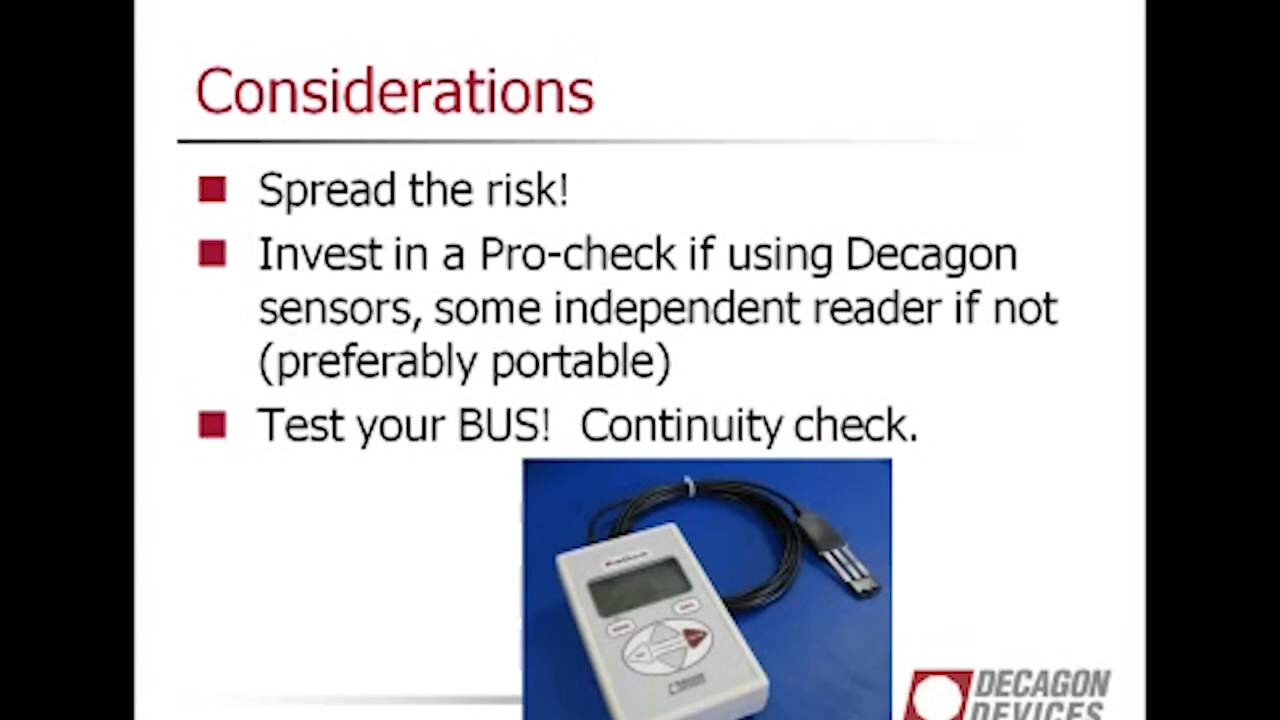 Considerations
Spread the risk!
Invest in a Pro-check if using Decagon
sensors, some independent reader if not
(preferably portable)
Test your BUS!  Continuity check.
DECAGON
DEVICES